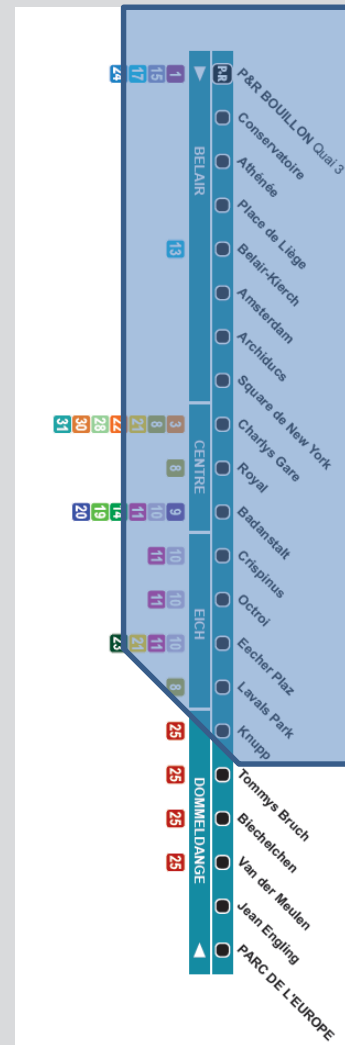 P&R BOUILLON Quai 3
Conservatoire
Athénée
Place de Liège
Belair-Kierch
Amsterdam
Archiducs
Square de New York
Charlys Gare
Royal
Badanstalt
Crispinus
Octroi
Eecher Plaz
Lavals Park
Knupp
Tommys Bruch
Biechelchen
Van der Meulen
Jean Engling
PARC DE L'EUROPE
P.R
BELAIR
CENTRE
EICH
DOMMELDANGE
1 15 17 24
13
3 8 21 22 28 30 31
8
9 10 11 14 19 20
10 11
10 11
10 11 21 23
8
25
25
25
25